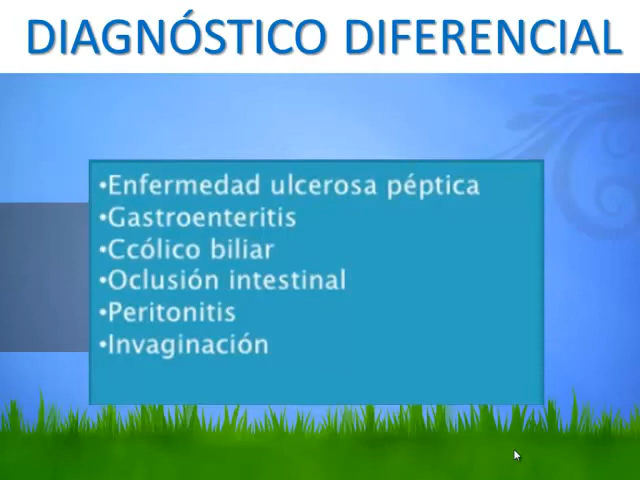 DIAGNÓSTICO DIFERENCIAL
•Enfermedad ulcerosa péptica
•Gastroenteritis
•Ccólico biliar
•Oclusión intestinal
•Peritonitis
•Invaginación